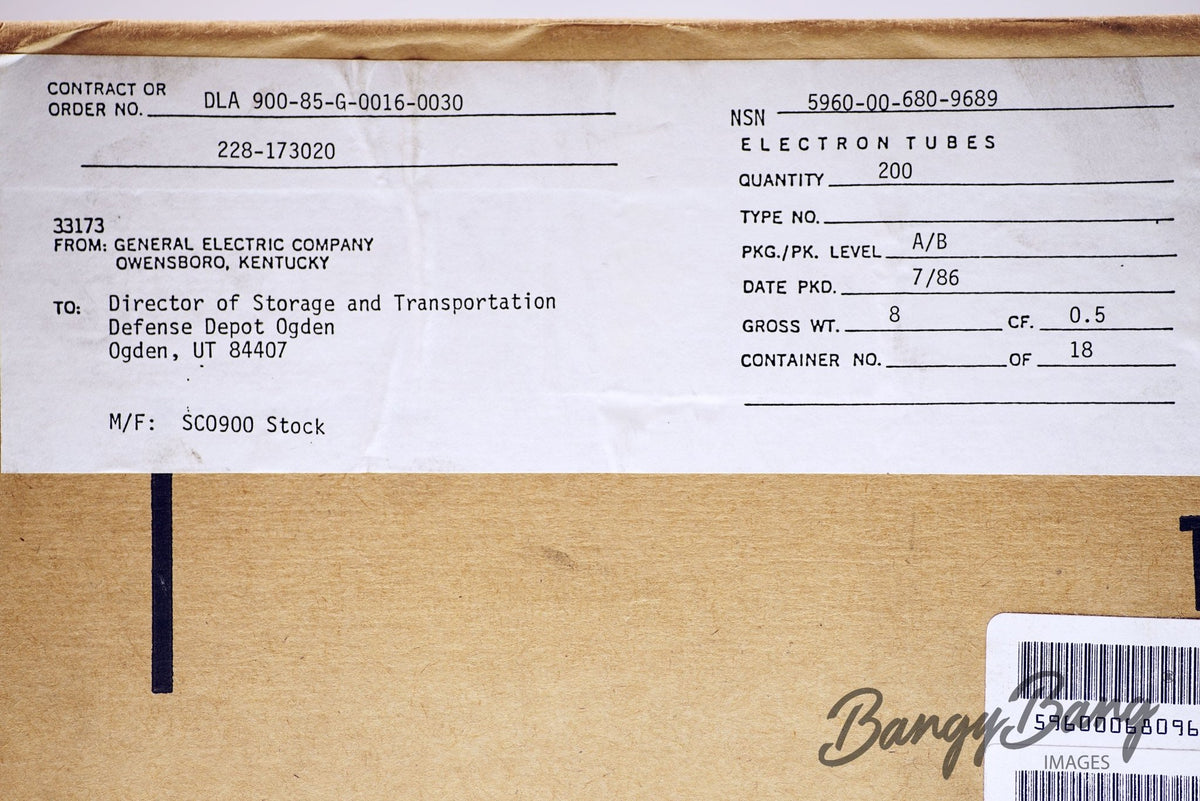 CONTRACT OR
ORDER NO. DLA 900-85-G-0016-0030
228-173020
33173
FROM: GENERAL ELECTRIC COMPANY
OWENSBORO, KENTUCKY
TO: Director of Storage and Transportation
Defense Depot Ogden
Ogden, UT 84407
M/F: SCO900 Stock
NSN 5960-00-680-9689
ELECTRON TUBES
QUANTITY 200
TYPE NO.
PKG./PK. LEVEL A/B
DATE PKD. 7/86
GROSS WT. 8 CF. 0.5
CONTAINER NO. OF 18
BangyBang
IMAGES
59600068096